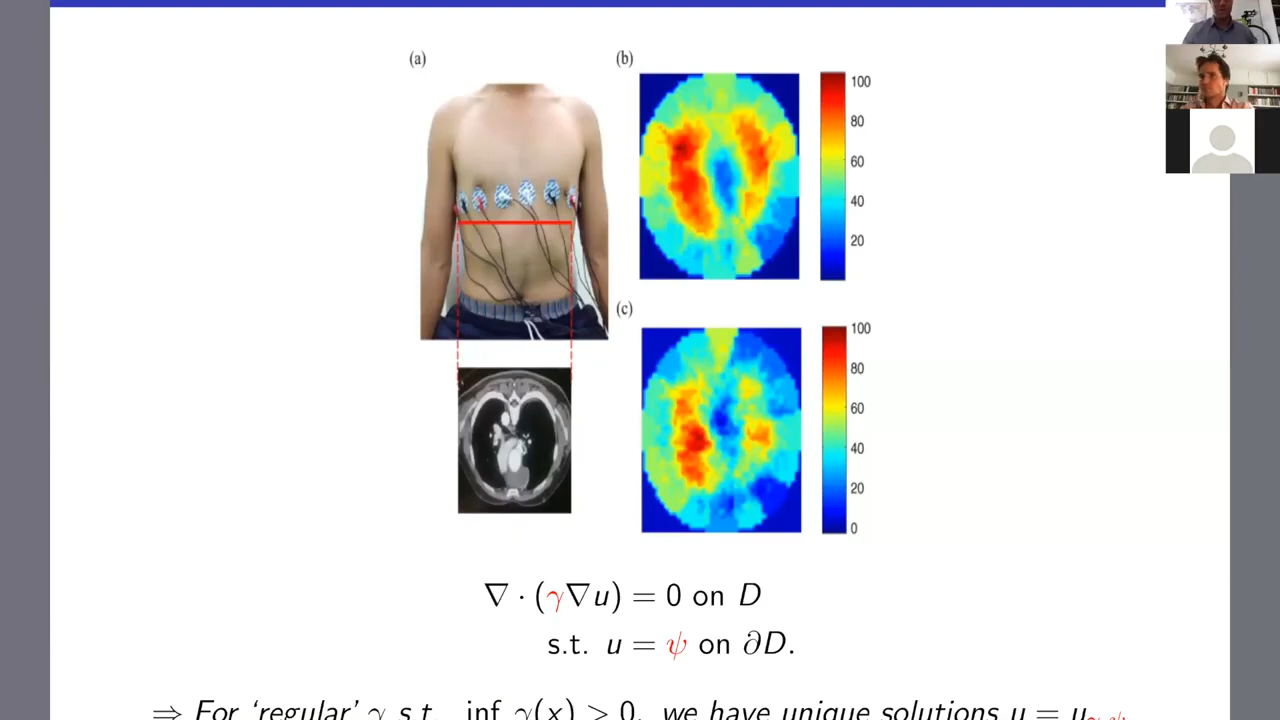 (a)
(b)
100
80
60
40
20
(c)
100
80
60
40
20
0
∇ · (γ∇u) = 0 on D
s.t. u = ψ on ∂D.
⇒ For ‘regular’ γ s.t. inf γ(x) > 0, we have unique solutions u = u